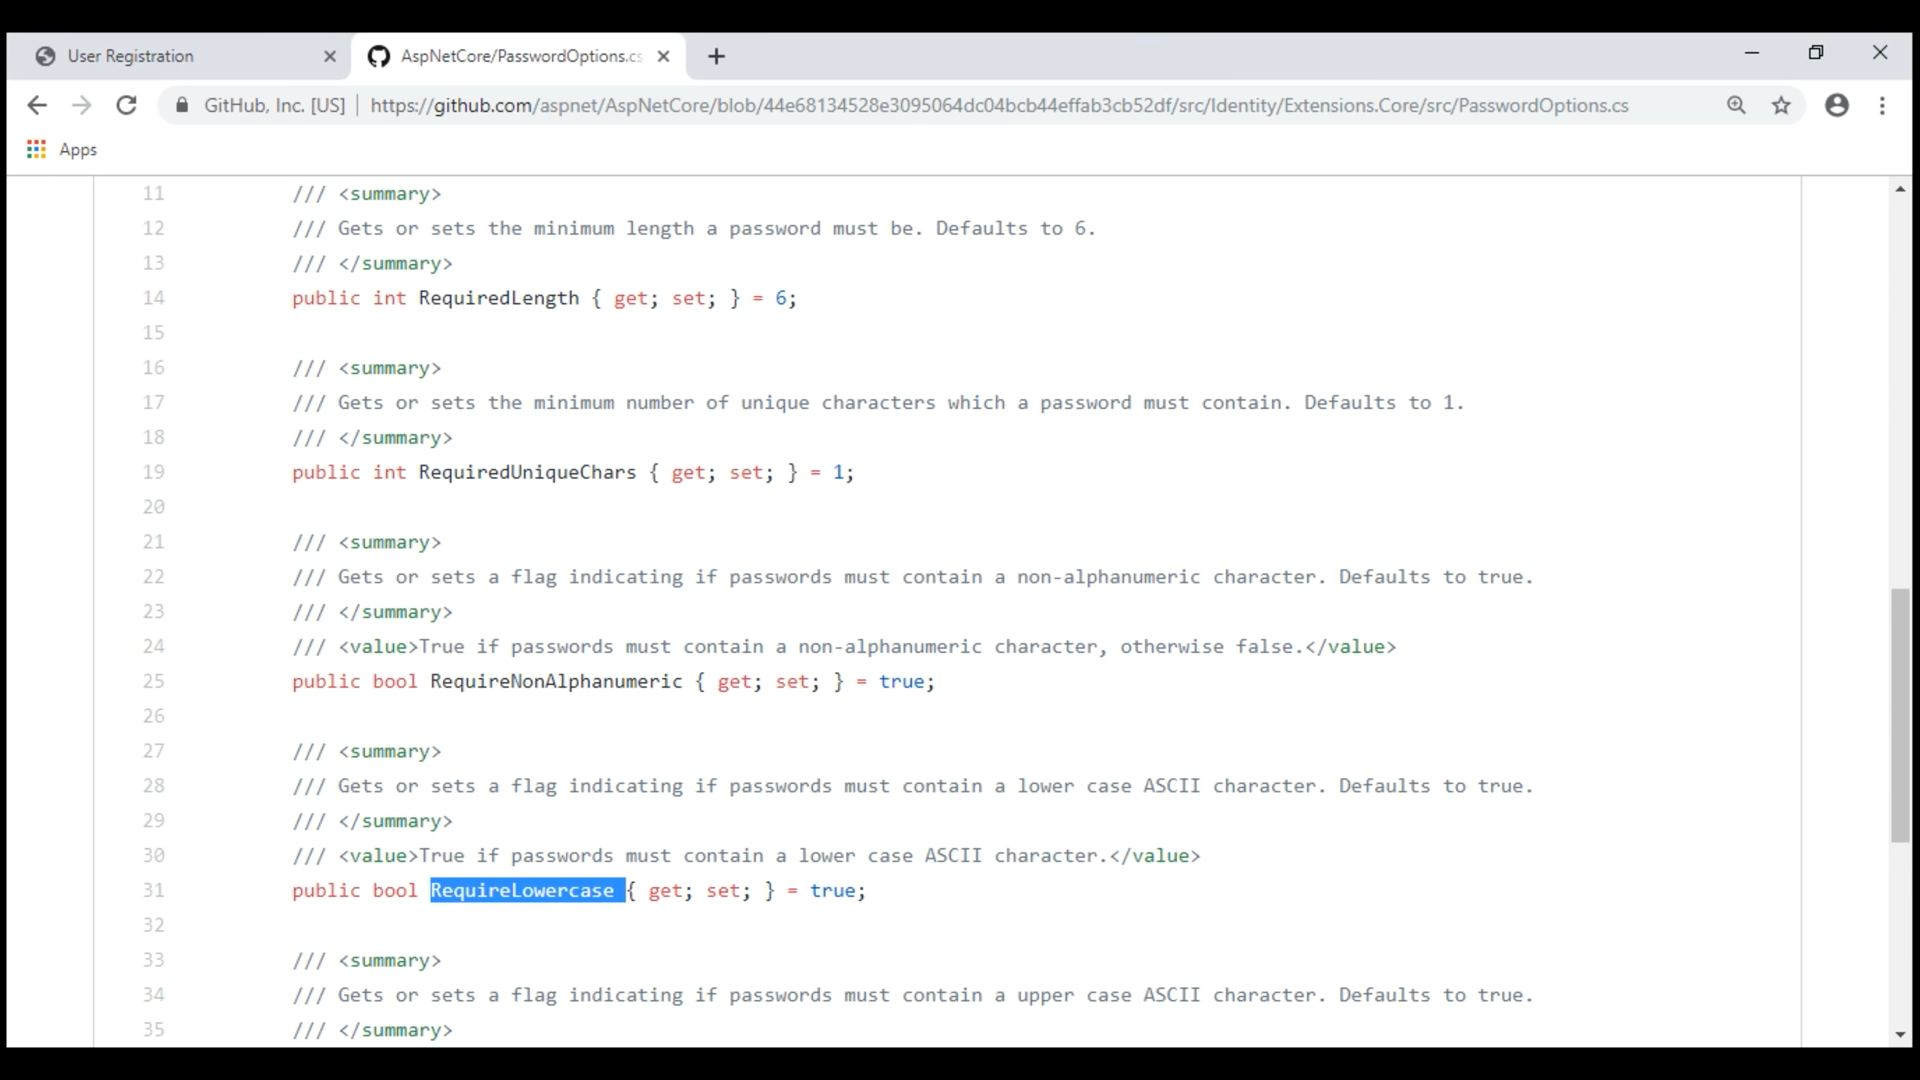 User Registration
AspNetCore/PasswordOptions.cs
GitHub, Inc. [US] | https://github.com/aspnet/AspNetCore/blob/44e68134528e3095064dc04bcb44effab3cb52df/src/Identity/Extensions.Core/src/PasswordOptions.cs
Apps
11 /// <summary>
12 /// Gets or sets the minimum length a password must be. Defaults to 6.
13 /// </summary>
14 public int RequiredLength { get; set; } = 6;
15
16 /// <summary>
17 /// Gets or sets the minimum number of unique characters which a password must contain. Defaults to 1.
18 /// </summary>
19 public int RequiredUniqueChars { get; set; } = 1;
20
21 /// <summary>
22 /// Gets or sets a flag indicating if passwords must contain a non-alphanumeric character. Defaults to true.
23 /// </summary>
24 /// <value>True if passwords must contain a non-alphanumeric character, otherwise false.</value>
25 public bool RequireNonAlphanumeric { get; set; } = true;
26
27 /// <summary>
28 /// Gets or sets a flag indicating if passwords must contain a lower case ASCII character. Defaults to true.
29 /// </summary>
30 /// <value>True if passwords must contain a lower case ASCII character.</value>
31 public bool RequireLowercase { get; set; } = true;
32
33 /// <summary>
34 /// Gets or sets a flag indicating if passwords must contain a upper case ASCII character. Defaults to true.
35 /// </summary>